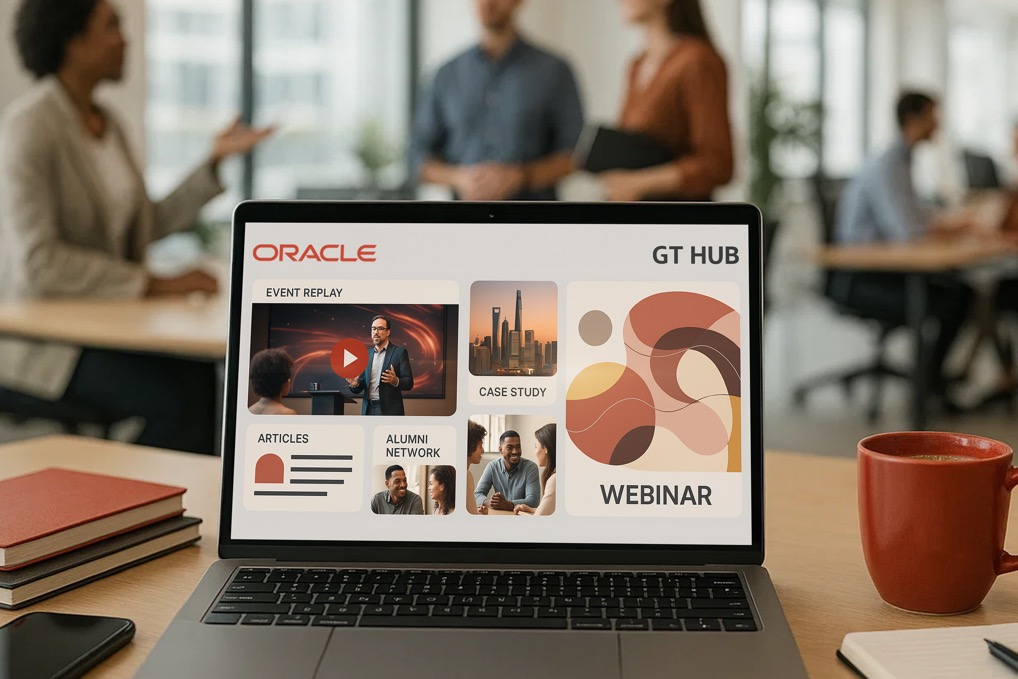 ORACLE
GT HUB
EVENT REPLAY
CASE STUDY
ARTICLES
ALUMNI
NETWORK
WEBINAR